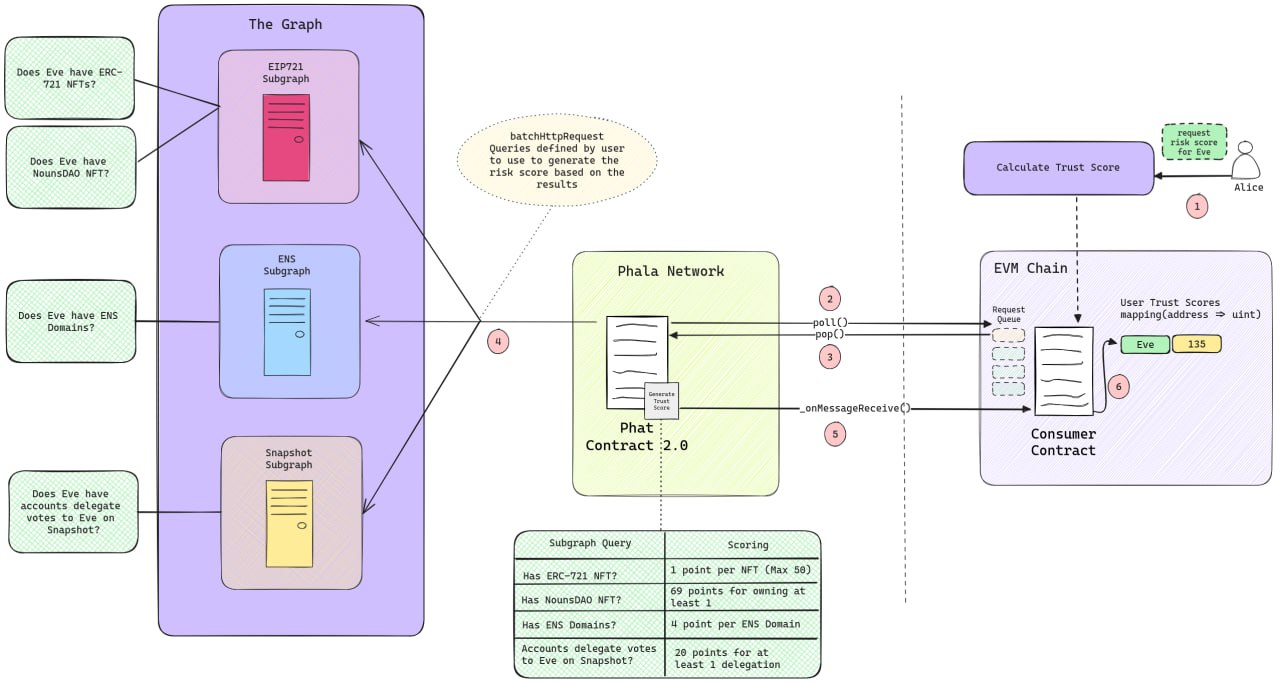 The Graph
Does Eve have ERC-
721 NFTs?
Does Eve have
NounsDAO NFT?
Does Eve have ENS
Domains?
Does Eve have
accounts delegate
votes to Eve on
Snapshot?
EIP721
Subgraph
ENS
Subgraph
Snapshot
Subgraph
batchHttpRequest
Queries defined by user
to use to generate the
risk score based on the
results
4
Phala Network
Generate
Trust
Score
Phat
Contract 2.0
2
poll()
pop()
3
_onMessageReceive()
5
Calculate Trust Score
request
risk score
for Eve
Alice
1
EVM Chain
Request
Queue
User Trust Scores
mapping(address ⇒ uint)
Eve
135
6
Consumer
Contract
Subgraph Query
Scoring
Has ERC-721 NFT?
1 point per NFT (Max 50)
Has NounsDAO NFT?
69 points for owning at
least 1
Has ENS Domains?
4 point per ENS Domain
Accounts delegate votes
to Eve on Snapshot?
20 points for at
least 1 delegation